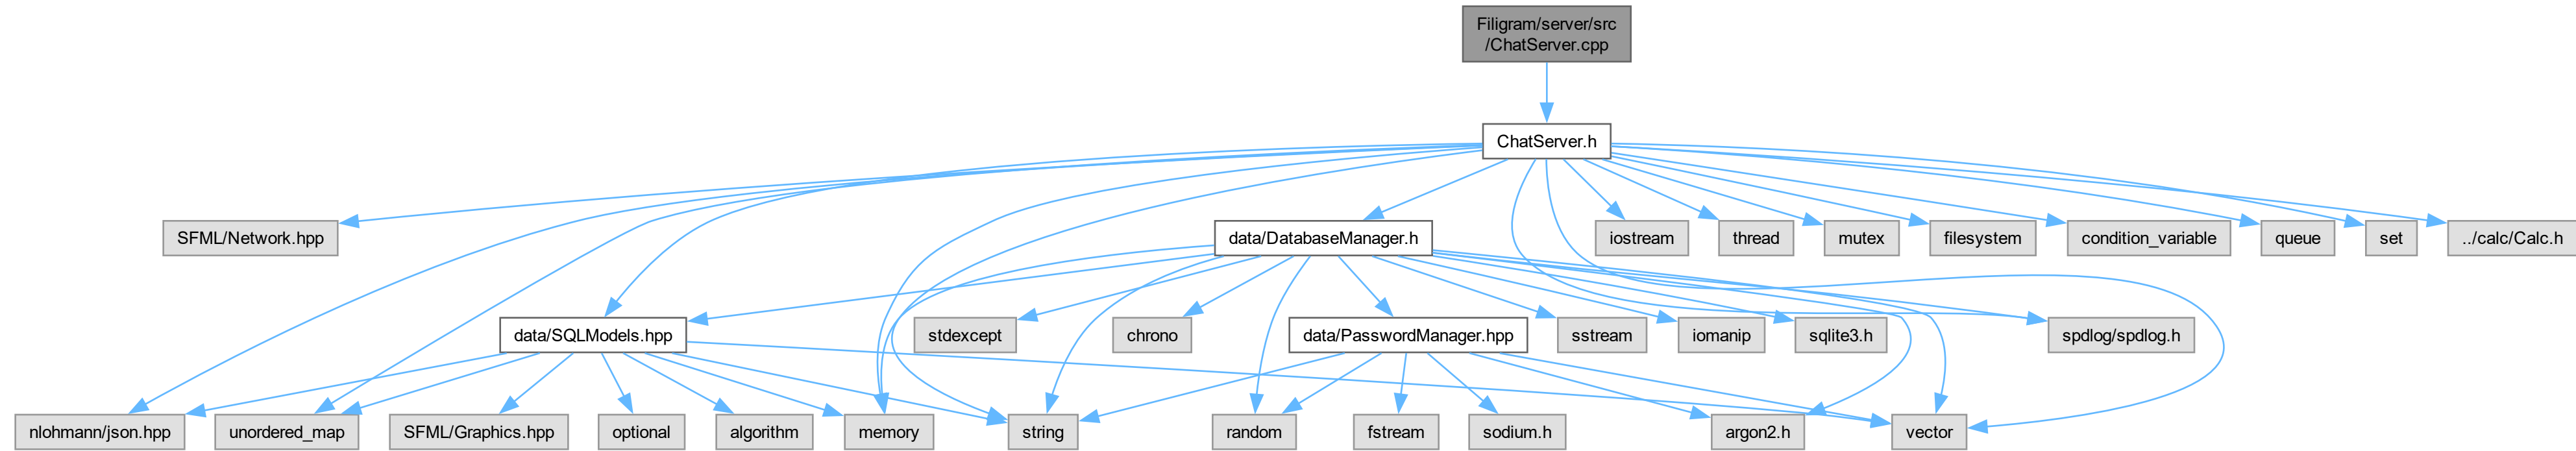 Filigram/server/src
/ChatServer.cpp
ChatServer.h
SFML/Network.hpp
data/DatabaseManager.h
iostream
thread
mutex
filesystem
condition_variable
queue
set
../calc/Calc.h
data/SQLModels.hpp
stdexcept
chrono
data/PasswordManager.hpp
sstream
iomanip
sqlite3.h
spdlog/spdlog.h
nlohmann/json.hpp
unordered_map
SFML/Graphics.hpp
optional
algorithm
memory
string
random
fstream
sodium.h
argon2.h
vector